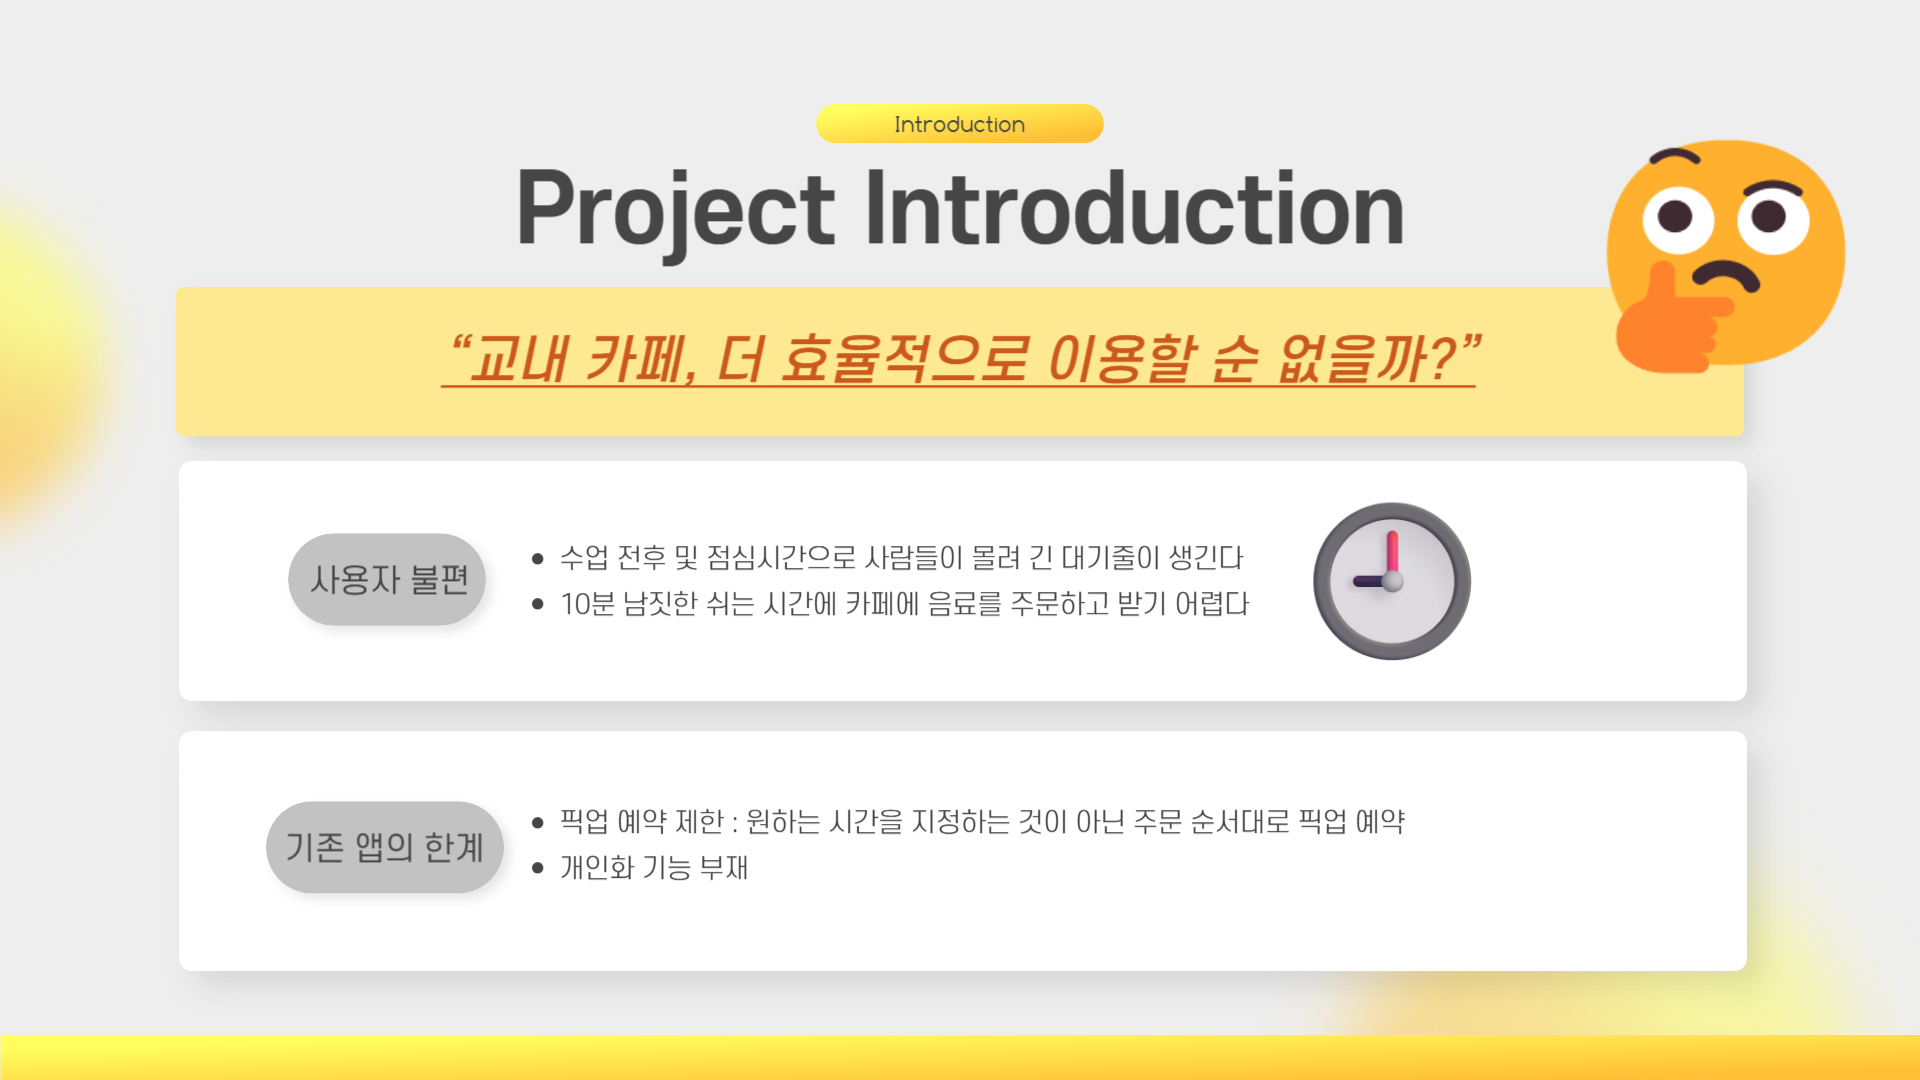 Introduction
Project Introduction
“교내 카페, 더 효율적으로 이용할 순 없을까?”
사용자 불편
• 수업 전후 및 점심시간으로 사람들이 몰려 긴 대기줄이 생긴다
• 10분 남짓한 쉬는 시간에 카페에 음료를 주문하고 받기 어렵다
기존 앱의 한계
• 픽업 예약 제한 : 원하는 시간을 지정하는 것이 아닌 주문 순서대로 픽업 예약
• 개인화 기능 부재